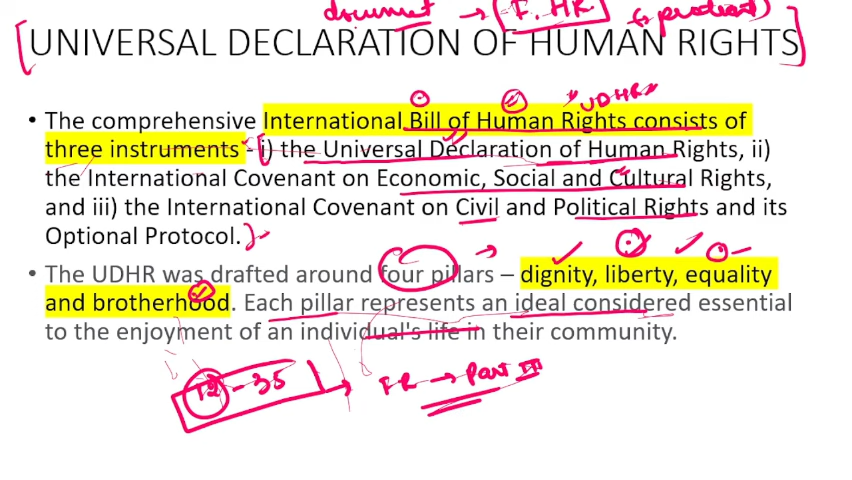 document → F. HR (→ protect)
UNIVERSAL DECLARATION OF HUMAN RIGHTS
"UDHR"
• The comprehensive International Bill of Human Rights consists of
three instruments - i) the Universal Declaration of Human Rights, ii)
the International Covenant on Economic, Social and Cultural Rights,
and iii) the International Covenant on Civil and Political Rights and its
Optional Protocol.
• The UDHR was drafted around four pillars – dignity, liberty, equality
and brotherhood. Each pillar represents an ideal considered essential
to the enjoyment of an individual's life in their community.
12 - 35 → FR → Part III